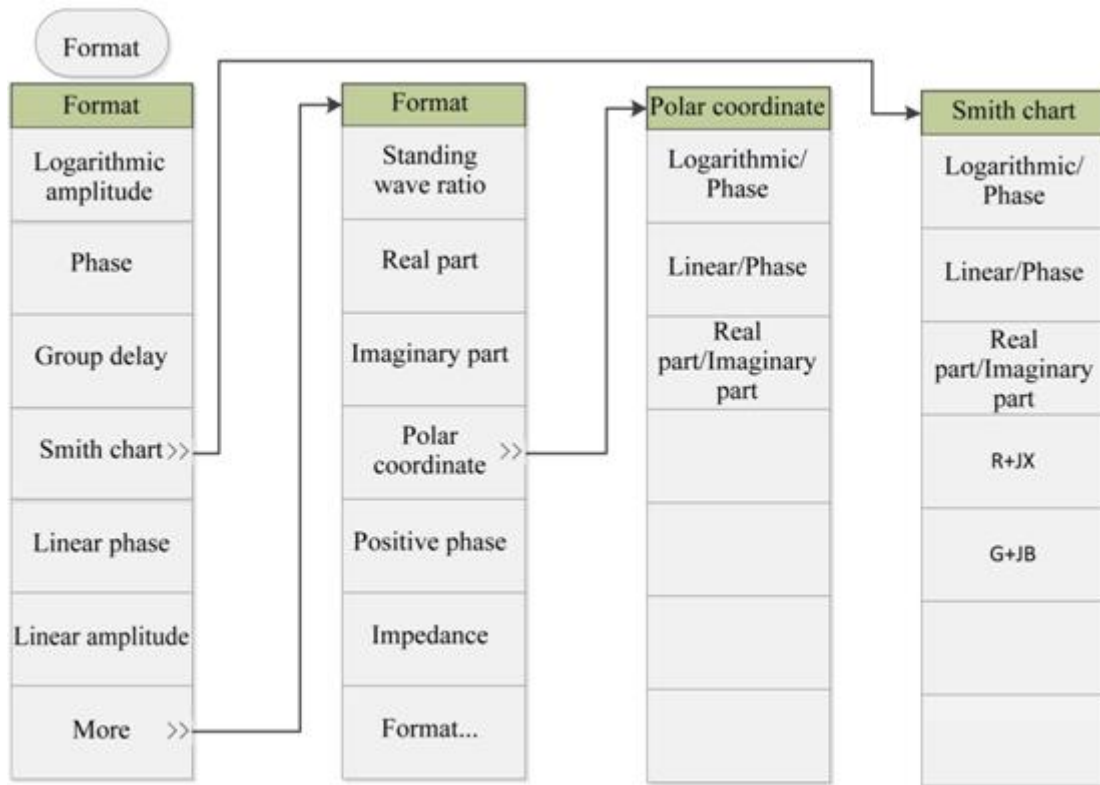 Format
Format
Logarithmic
amplitude
Phase
Group delay
Smith chart >>
Linear phase
Linear amplitude
More >>
Format
Standing
wave ratio
Real part
Imaginary part
Polar
coordinate >>
Positive phase
Impedance
Format...
Polar coordinate
Logarithmic/
Phase
Linear/Phase
Real
part/Imaginary
part
Smith chart
Logarithmic/
Phase
Linear/Phase
Real
part/Imaginary
part
R+JX
G+JB